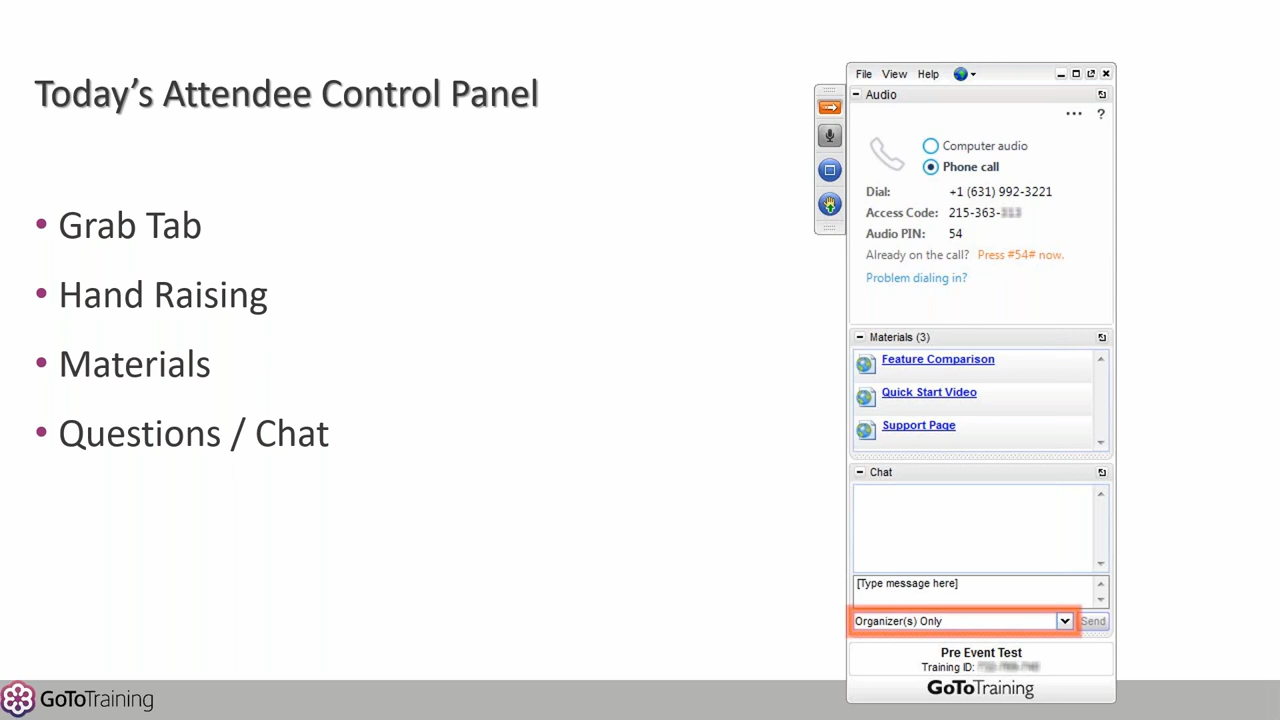 Today's Attendee Control Panel
• Grab Tab
• Hand Raising
• Materials
• Questions / Chat
File View Help
Audio
... ?
Computer audio
Phone call
Dial: +1 (631) 992-3221
Access Code: 215-363-
Audio PIN: 54
Already on the call? Press #54# now.
Problem dialing in?
Materials (3)
Feature Comparison
Quick Start Video
Support Page
Chat
[Type message here]
Organizer(s) Only
Send
Pre Event Test
Training ID:
GoToTraining
GoToTraining